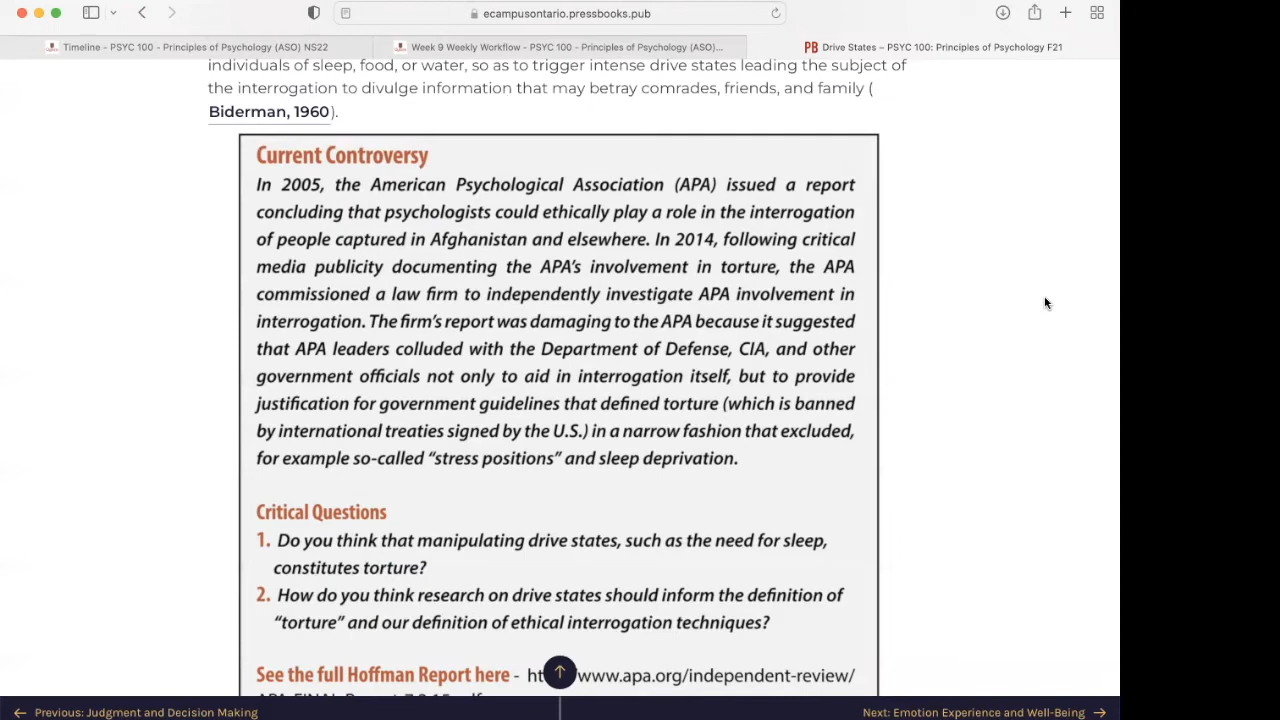 ecampusontario.pressbooks.pub
Timeline - PSYC 100 - Principles of Psychology (ASO) NS22
Week 9 Weekly Workflow - PSYC 100 - Principles of Psychology (ASO)...
PB Drive States – PSYC 100: Principles of Psychology F21
individuals of sleep, food, or water, so as to trigger intense drive states leading the subject of
the interrogation to divulge information that may betray comrades, friends, and family (
Biderman, 1960).
Current Controversy
In 2005, the American Psychological Association (APA) issued a report
concluding that psychologists could ethically play a role in the interrogation
of people captured in Afghanistan and elsewhere. In 2014, following critical
media publicity documenting the APA's involvement in torture, the APA
commissioned a law firm to independently investigate APA involvement in
interrogation. The firm's report was damaging to the APA because it suggested
that APA leaders colluded with the Department of Defense, CIA, and other
government officials not only to aid in interrogation itself, but to provide
justification for government guidelines that defined torture (which is banned
by international treaties signed by the U.S.) in a narrow fashion that excluded,
for example so-called “stress positions” and sleep deprivation.
Critical Questions
1. Do you think that manipulating drive states, such as the need for sleep,
constitutes torture?
2. How do you think research on drive states should inform the definition of
“torture” and our definition of ethical interrogation techniques?
See the full Hoffman Report here - ht www.apa.org/independent-review/
← Previous: Judgment and Decision Making
Next: Emotion Experience and Well-Being →